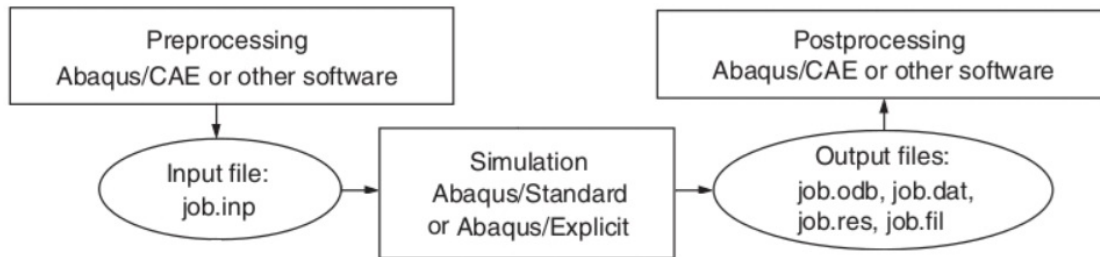 Preprocessing
Abaqus/CAE or other software
Input file:
job.inp
Simulation
Abaqus/Standard
or Abaqus/Explicit
Output files:
job.odb, job.dat,
job.res, job.fil
Postprocessing
Abaqus/CAE or other software